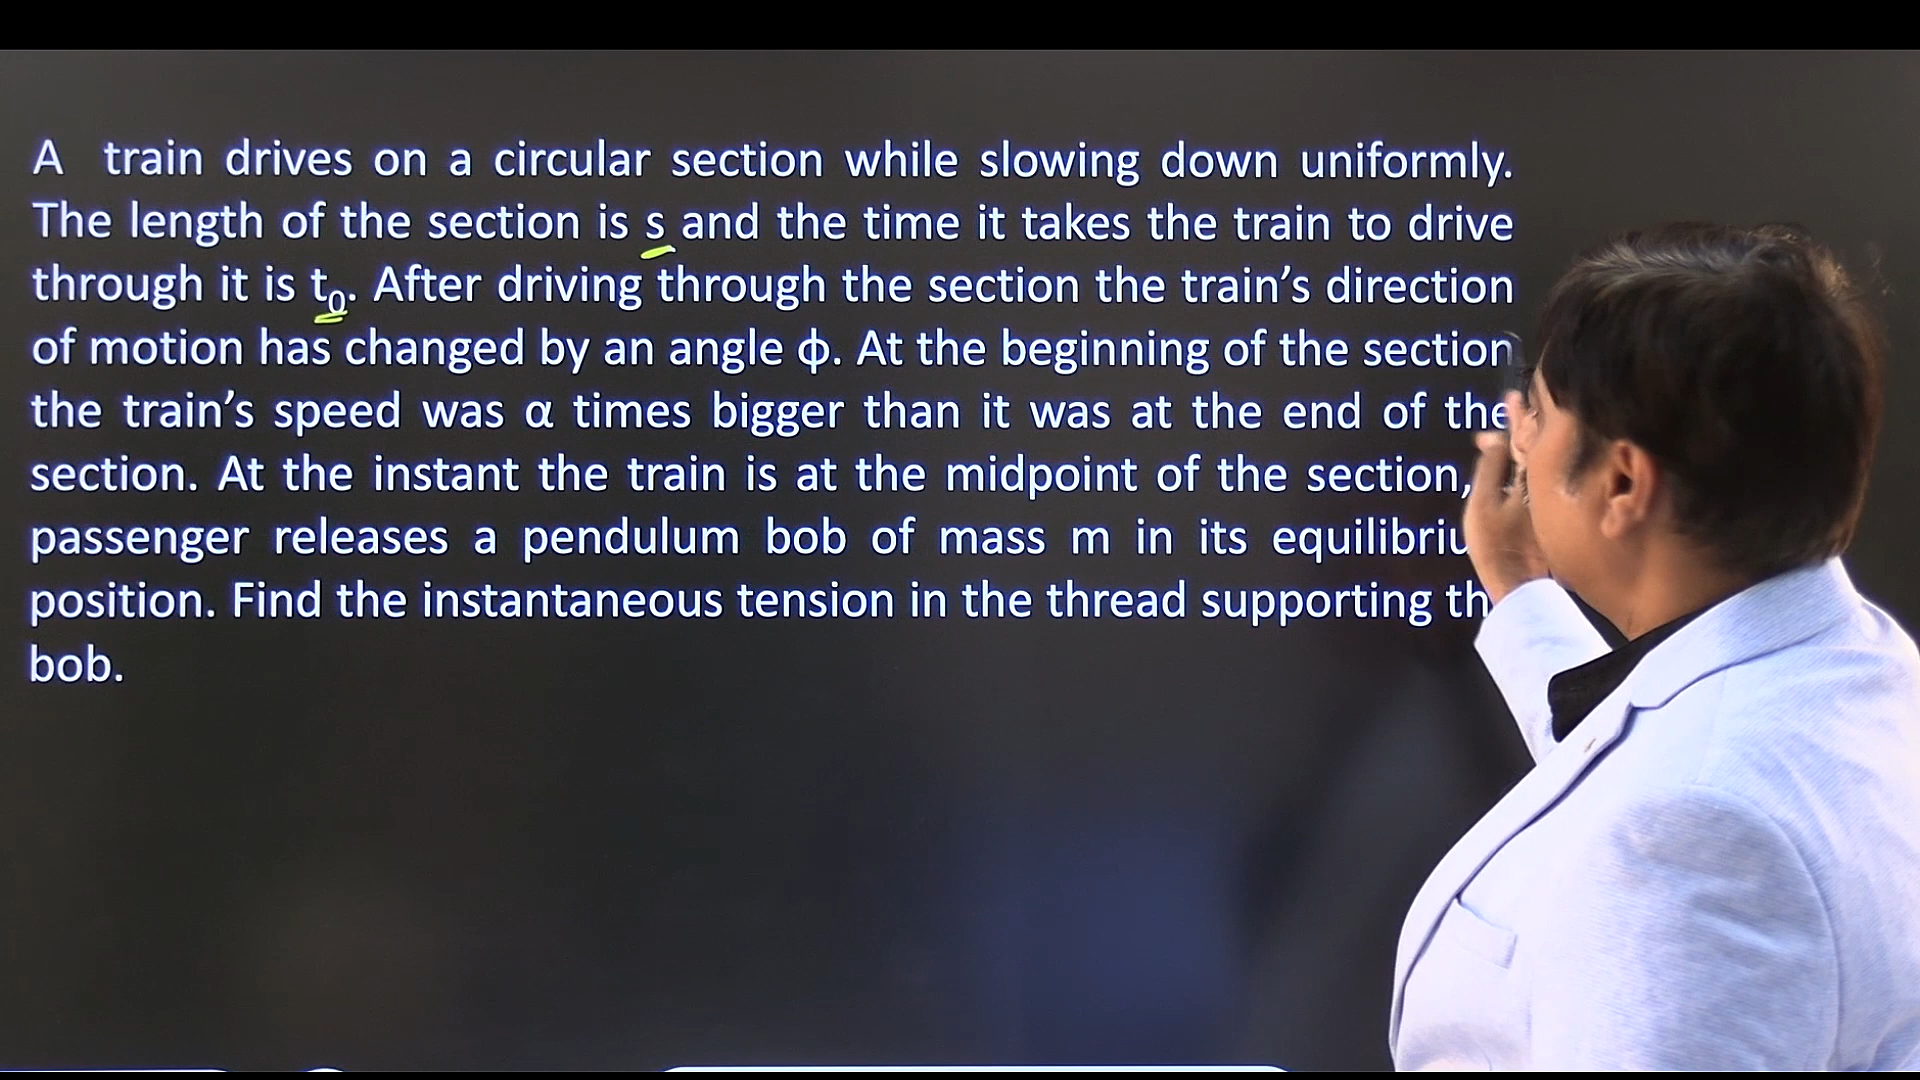 A train drives on a circular section while slowing down uniformly.
The length of the section is s and the time it takes the train to drive
through it is t₀. After driving through the section the train's direction
of motion has changed by an angle ϕ. At the beginning of the section
the train's speed was α times bigger than it was at the end of the
section. At the instant the train is at the midpoint of the section,
passenger releases a pendulum bob of mass m in its
position. Find the instantaneous tension in the thread supporting
bob.